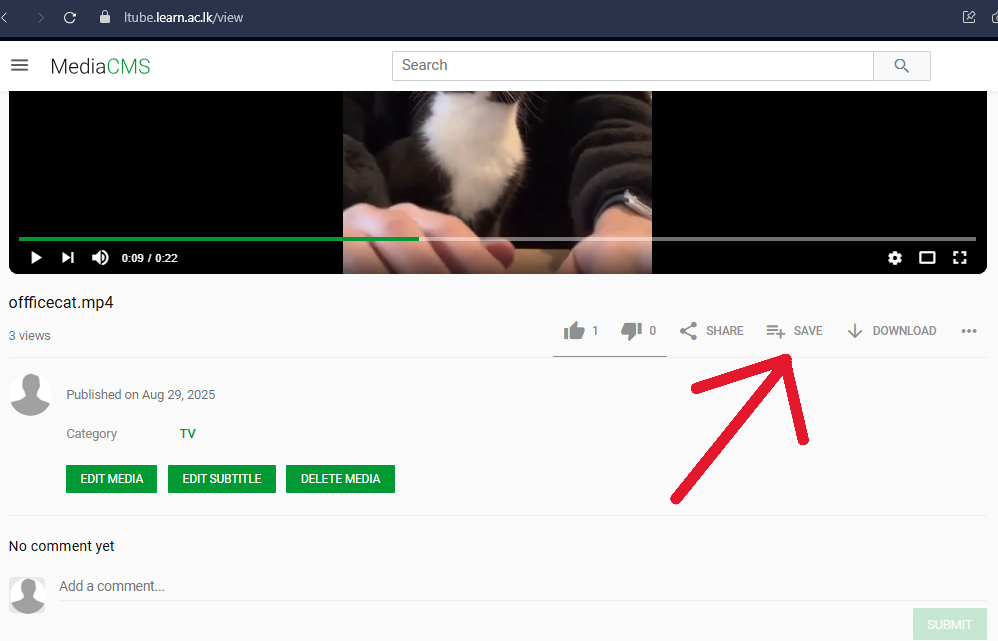 ltube.learn.ac.lk/view
MediaCMS
Search
0:09 / 0:22
offficecat.mp4
3 views
1
0
SHARE
SAVE
DOWNLOAD
Published on Aug 29, 2025
Category
TV
EDIT MEDIA
EDIT SUBTITLE
DELETE MEDIA
No comment yet
Add a comment...
SUBMIT